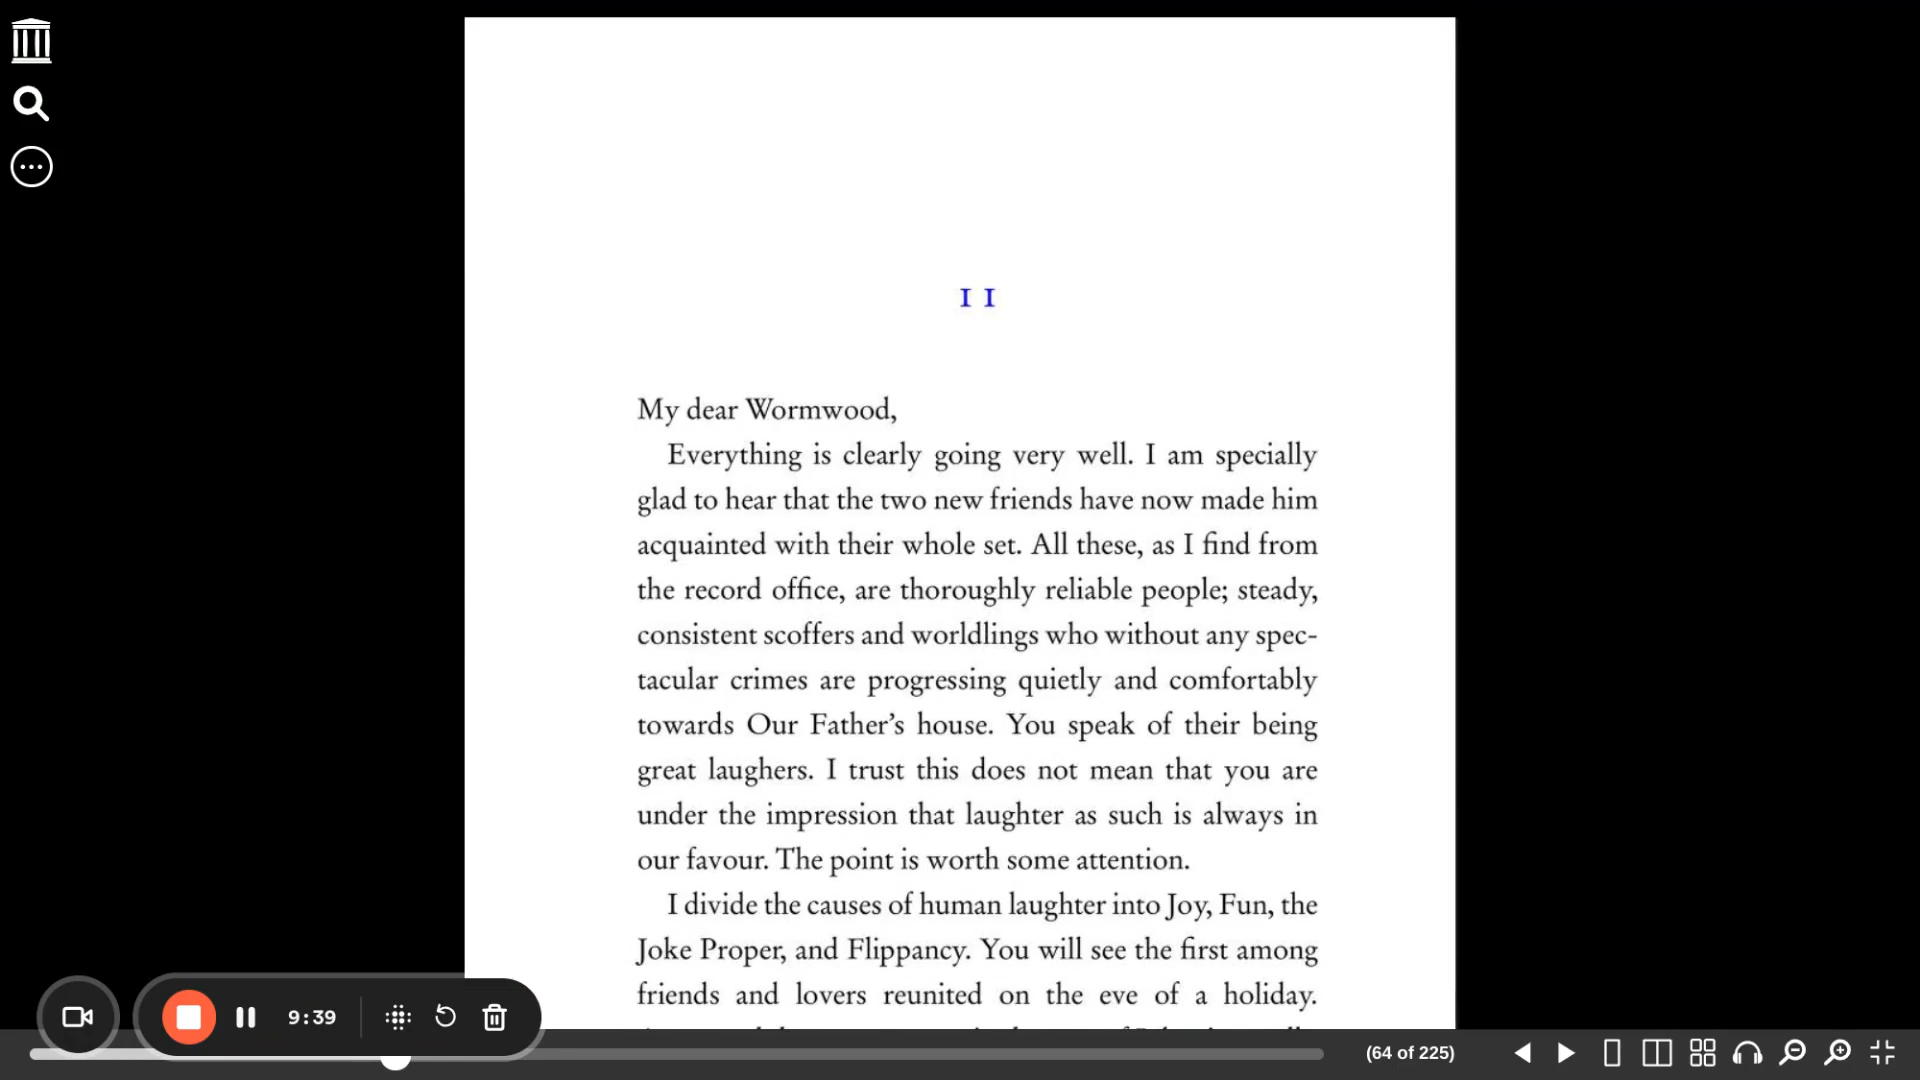 11
My dear Wormwood,
Everything is clearly going very well. I am specially
glad to hear that the two new friends have now made him
acquainted with their whole set. All these, as I find from
the record office, are thoroughly reliable people; steady,
consistent scoffers and worldlings who without any spec-
tacular crimes are progressing quietly and comfortably
towards Our Father’s house. You speak of their being
great laughers. I trust this does not mean that you are
under the impression that laughter as such is always in
our favour. The point is worth some attention.
I divide the causes of human laughter into Joy, Fun, the
Joke Proper, and Flippancy. You will see the first among
friends and lovers reunited on the eve of a holiday.
9:39
(64 of 225)